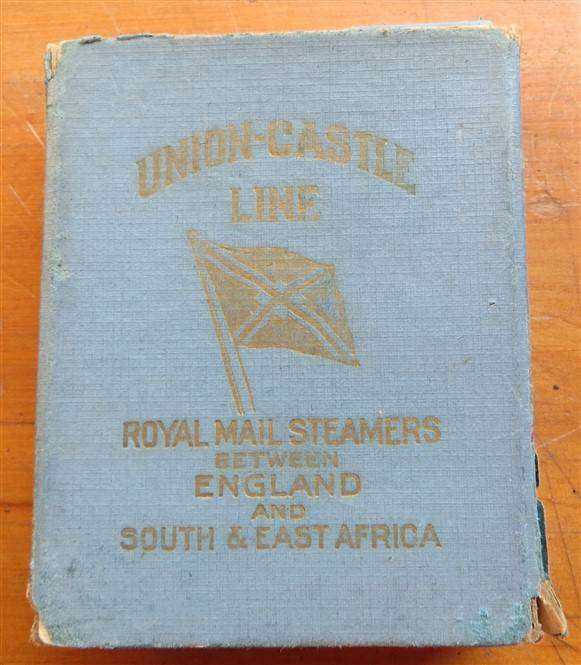 UNION-CASTLE
LINE
ROYAL MAIL STEAMERS
BETWEEN
ENGLAND
AND
SOUTH & EAST AFRICA